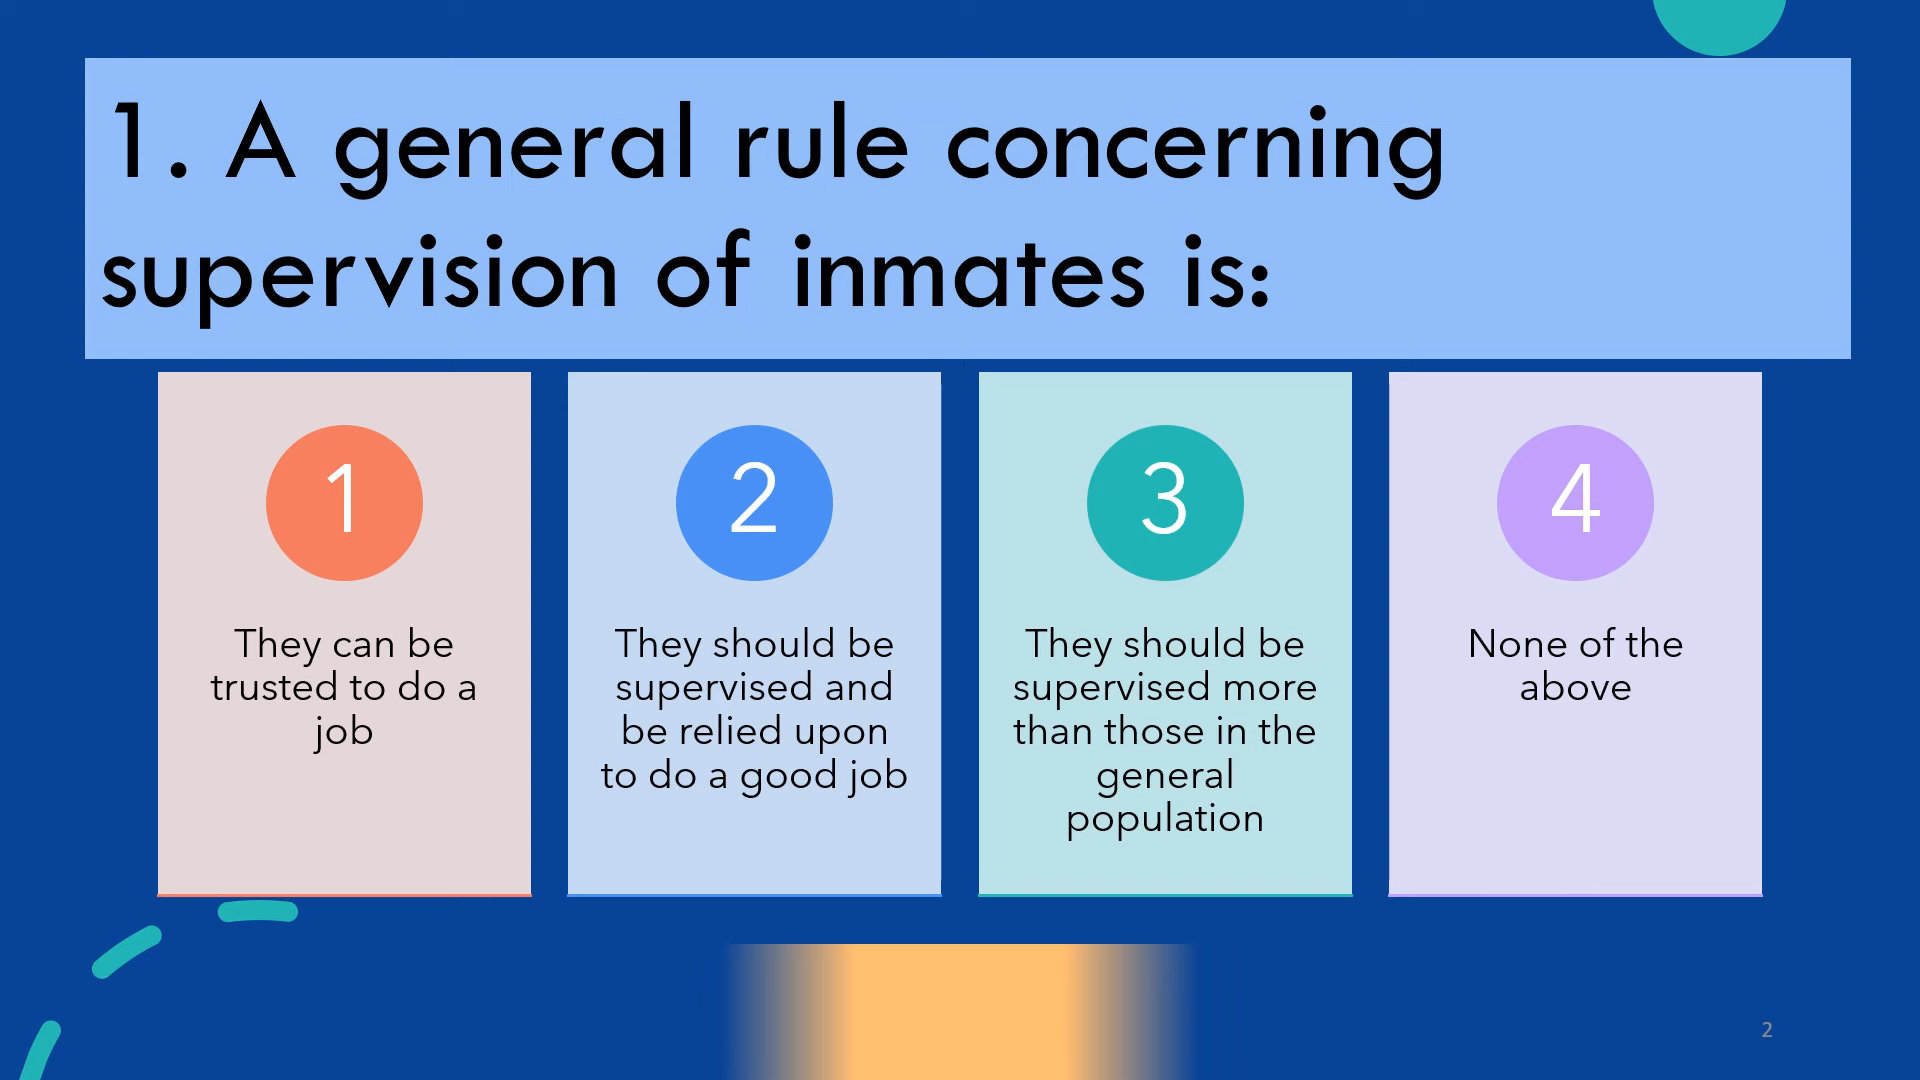 1. A general rule concerning
supervision of inmates is:
1
They can be
trusted to do a
job
2
They should be
supervised and
be relied upon
to do a good job
3
They should be
supervised more
than those in the
general
population
4
None of the
above
2